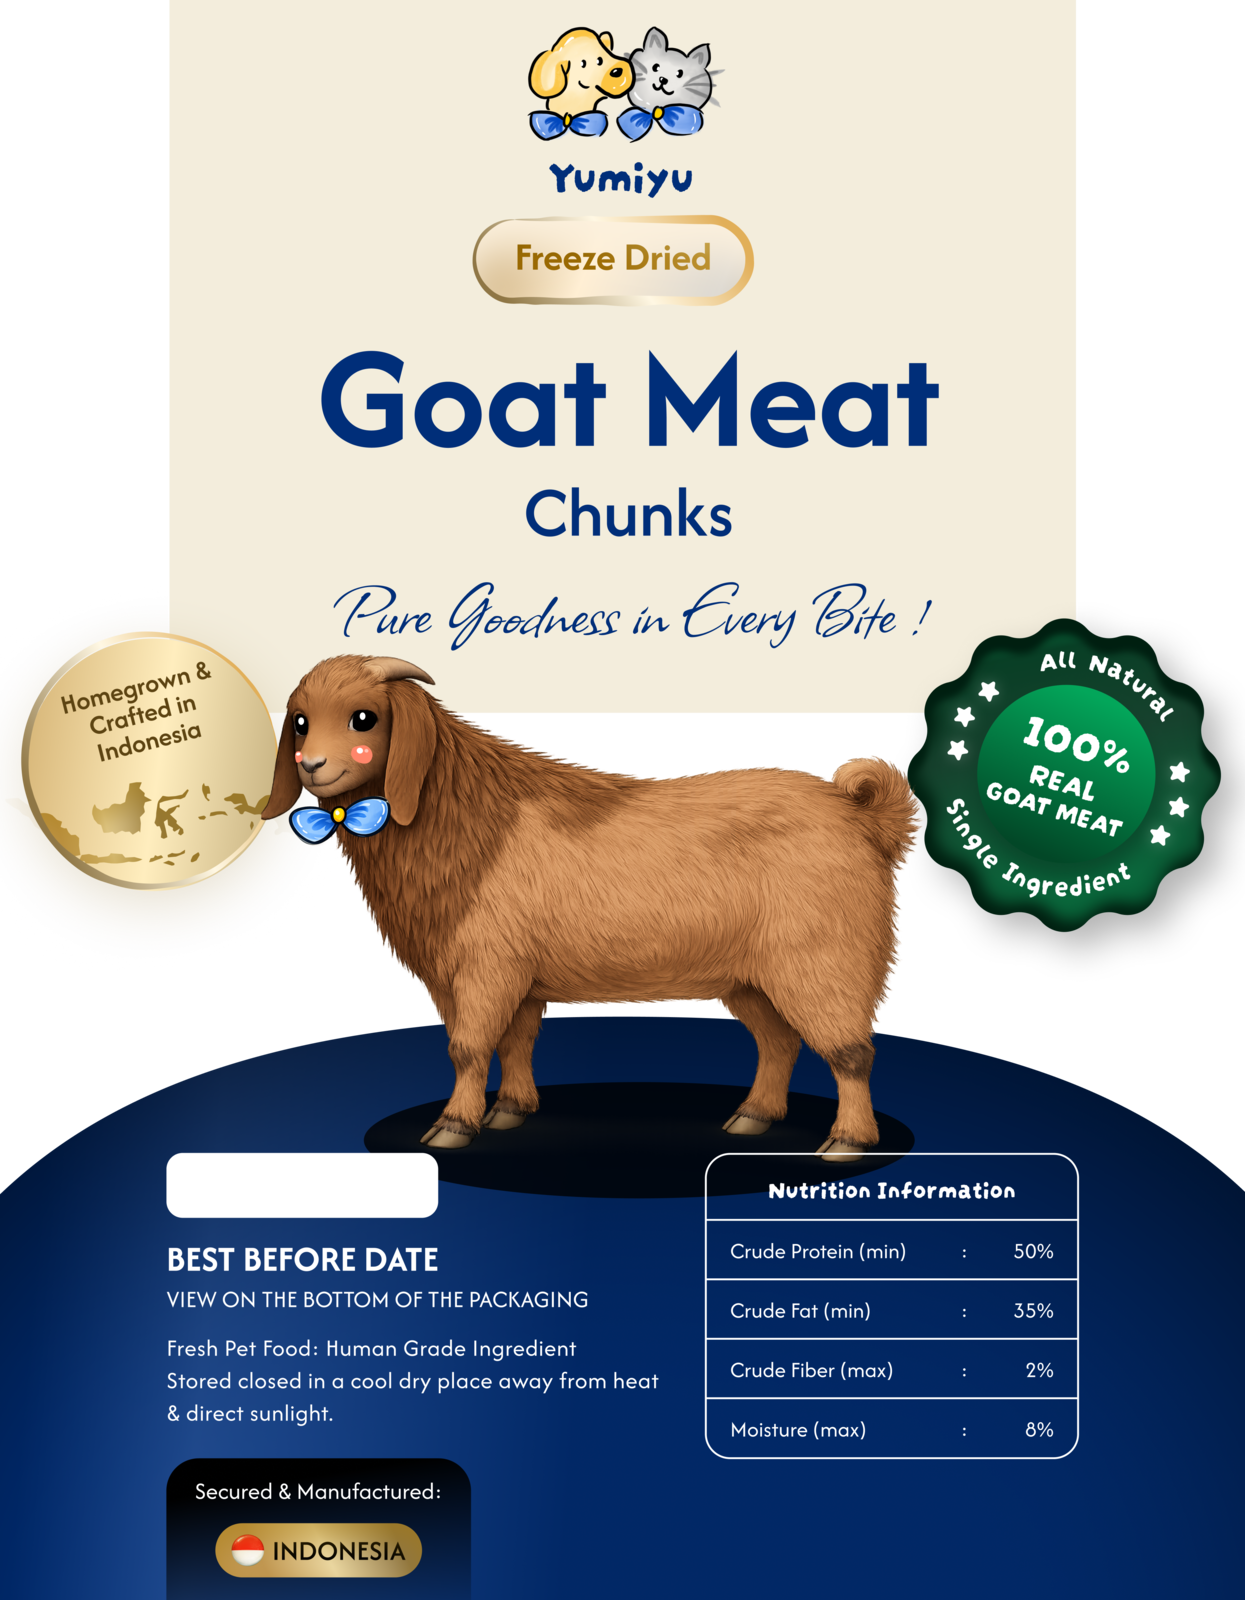 Yumiyu
Freeze Dried
Goat Meat
Chunks
Pure Goodness in Every Bite !
Homegrown &
Crafted in
Indonesia
All Natural
100%
REAL
GOAT MEAT
Single Ingredient
BEST BEFORE DATE
VIEW ON THE BOTTOM OF THE PACKAGING
Fresh Pet Food: Human Grade Ingredient
Stored closed in a cool dry place away from heat
& direct sunlight.
Secured & Manufactured:
INDONESIA
Nutrition Information
Crude Protein (min) : 50%
Crude Fat (min) : 35%
Crude Fiber (max) : 2%
Moisture (max) : 8%